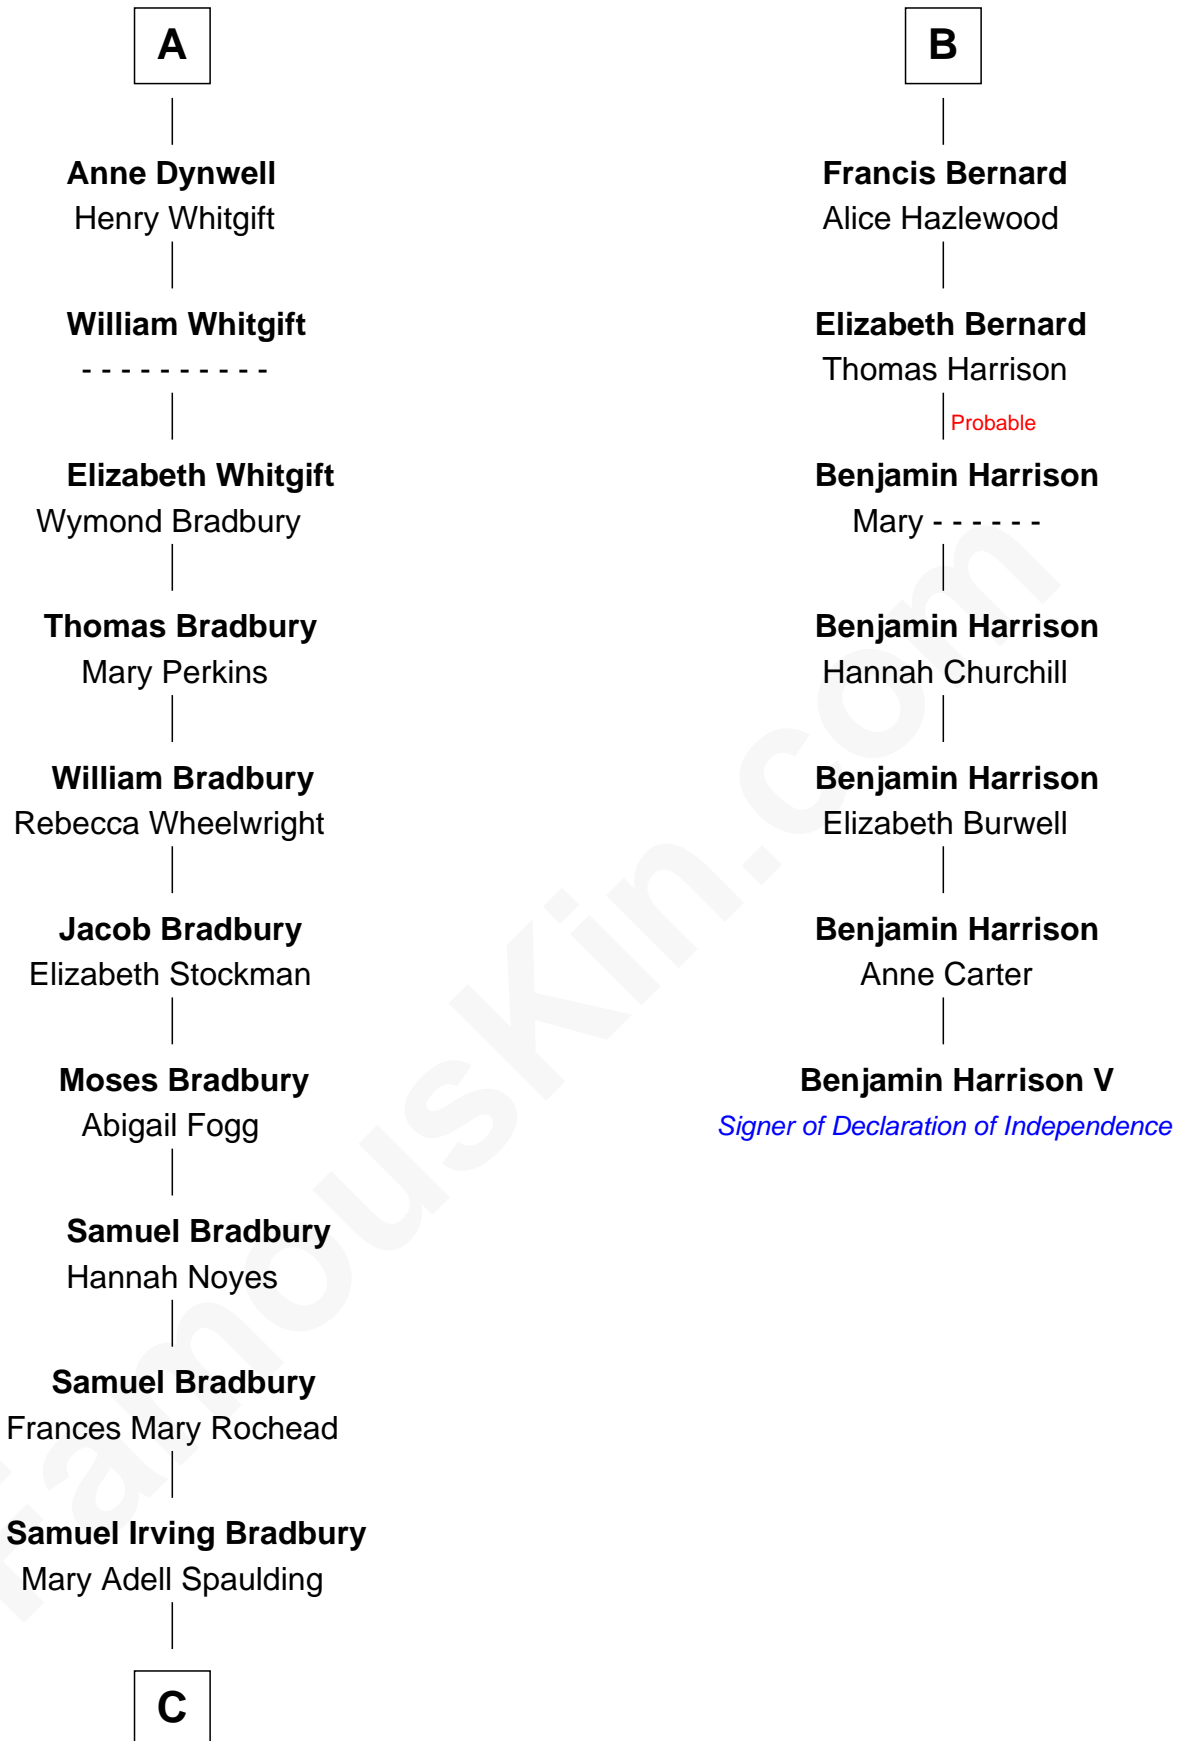 A
Anne Dynwell
Henry Whitgift
William Whitgift
- - - - - - - - - -
Elizabeth Whitgift
Wymond Bradbury
Thomas Bradbury
Mary Perkins
William Bradbury
Rebecca Wheelwright
Jacob Bradbury
Elizabeth Stockman
Moses Bradbury
Abigail Fogg
Samuel Bradbury
Hannah Noyes
Samuel Bradbury
Frances Mary Rochead
Samuel Irving Bradbury
Mary Adell Spaulding
C
B
Francis Bernard
Alice Hazlewood
Elizabeth Bernard
Thomas Harrison
Probable
Benjamin Harrison
Mary - - - - - -
Benjamin Harrison
Hannah Churchill
Benjamin Harrison
Elizabeth Burwell
Benjamin Harrison
Anne Carter
Benjamin Harrison V
Signer of Declaration of Independence
FamousKin.com